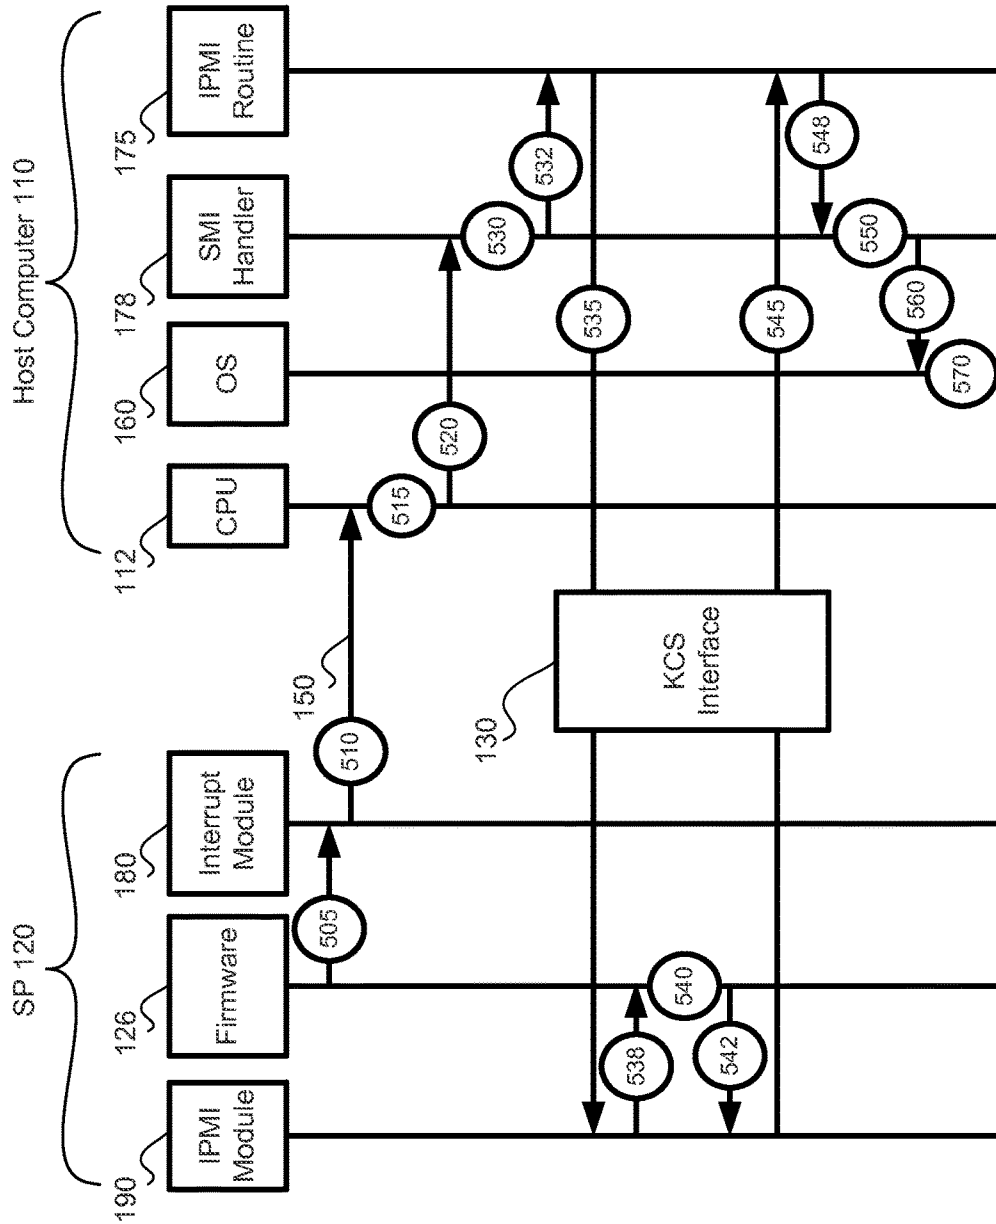 SP 120
Host Computer 110
190
126
180
112
160
178
175
IPMI
Module
Firmware
Interrupt
Module
CPU
OS
SMI
Handler
IPMI
Routine
505
510
150
515
520
530
532
535
130
KCS
Interface
538
540
542
545
548
550
560
570